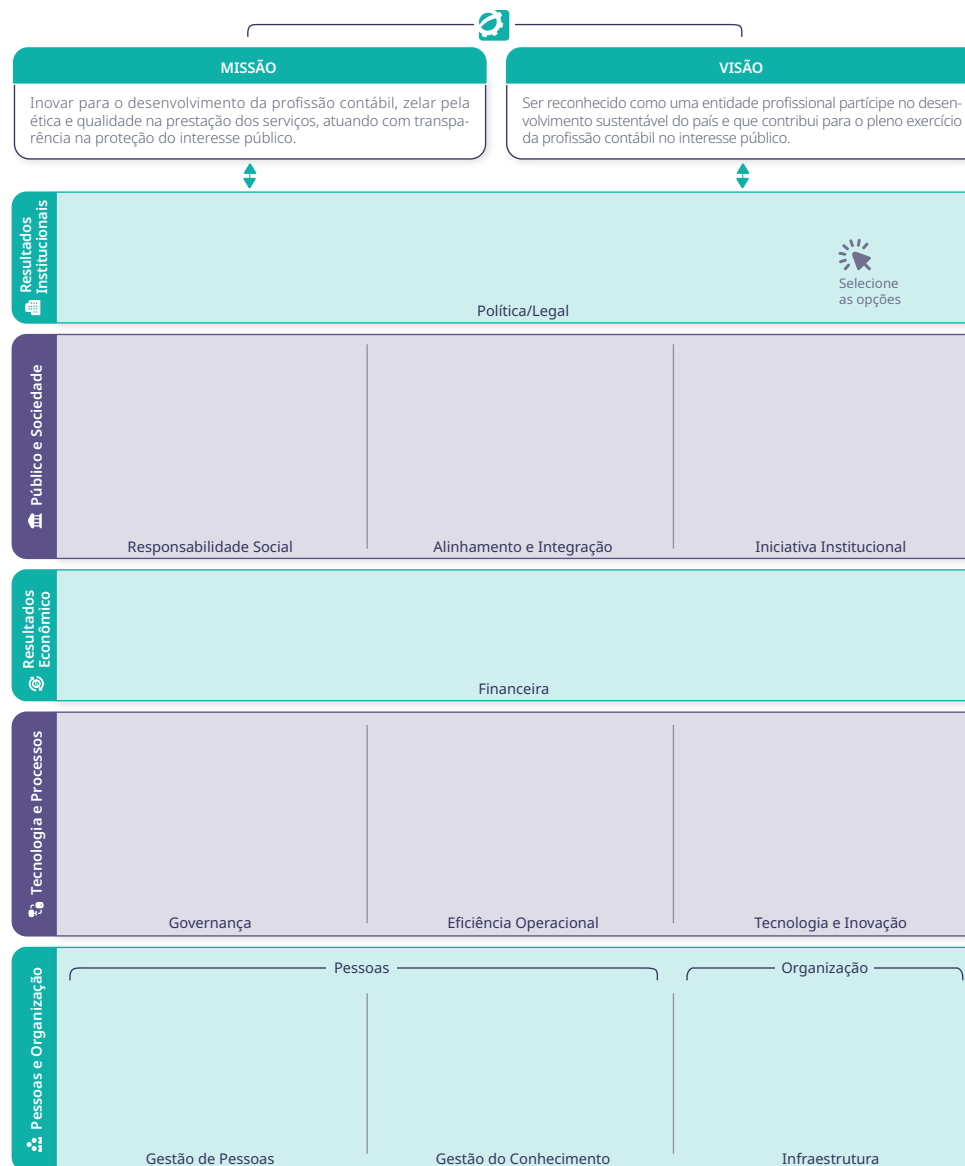 MISSÃO
Inovar para o desenvolvimento da profissão contábil, zelar pela
ética e qualidade na prestação dos serviços, atuando com transpa-
rência na proteção do interesse público.
VISÃO
Ser reconhecido como uma entidade profissional partícipe no desen-
volvimento sustentável do país e que contribui para o pleno exercício
da profissão contábil no interesse público.
Resultados
Institucionais
Selecione
as opções
Política/Legal
Público e Sociedade
Responsabilidade Social
Alinhamento e Integração
Iniciativa Institucional
Resultados
Econômico
Financeira
Tecnologia e Processos
Governança
Eficiência Operacional
Tecnologia e Inovação
Pessoas e Organização
Pessoas
Organização
Gestão de Pessoas
Gestão do Conhecimento
Infraestrutura